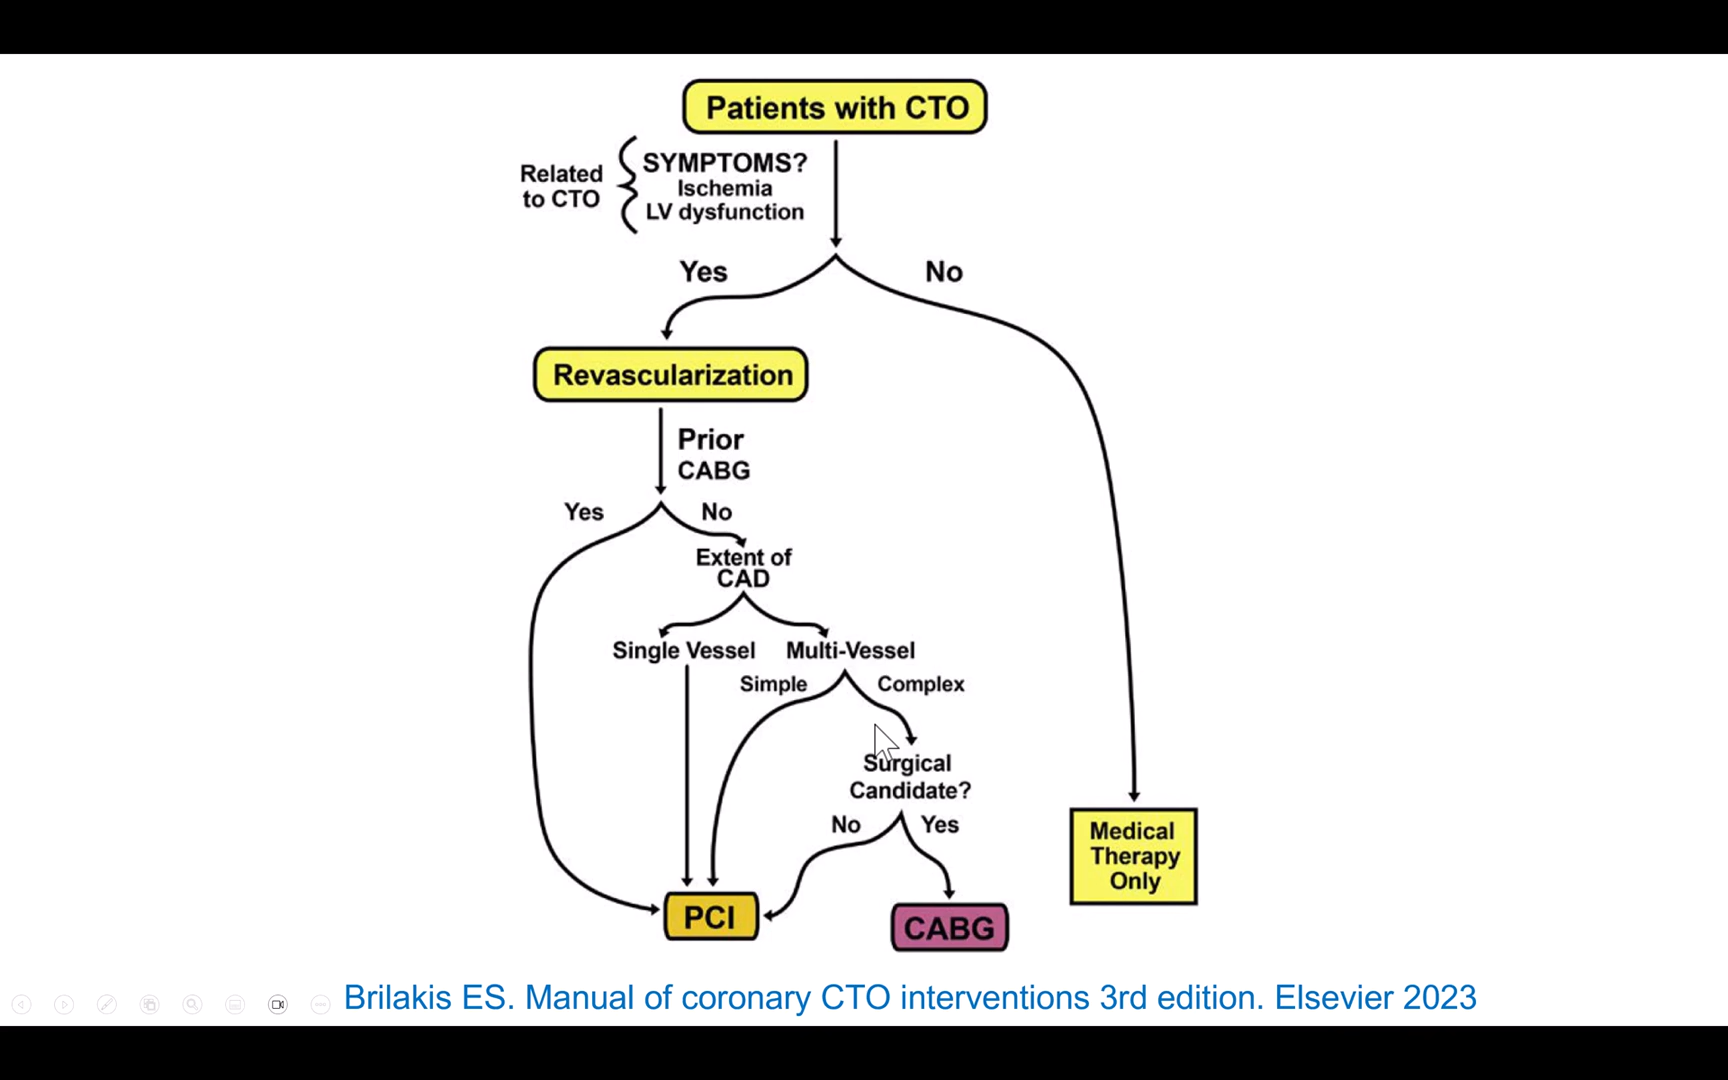 Patients with CTO
Related
to CTO
SYMPTOMS?
Ischemia
LV dysfunction
Yes
No
Revascularization
Prior
CABG
Yes
No
Extent of
CAD
Single Vessel
Multi-Vessel
Simple
Complex
Surgical
Candidate?
No
Yes
Medical
Therapy
Only
PCI
CABG
Brilakis ES. Manual of coronary CTO interventions 3rd edition. Elsevier 2023